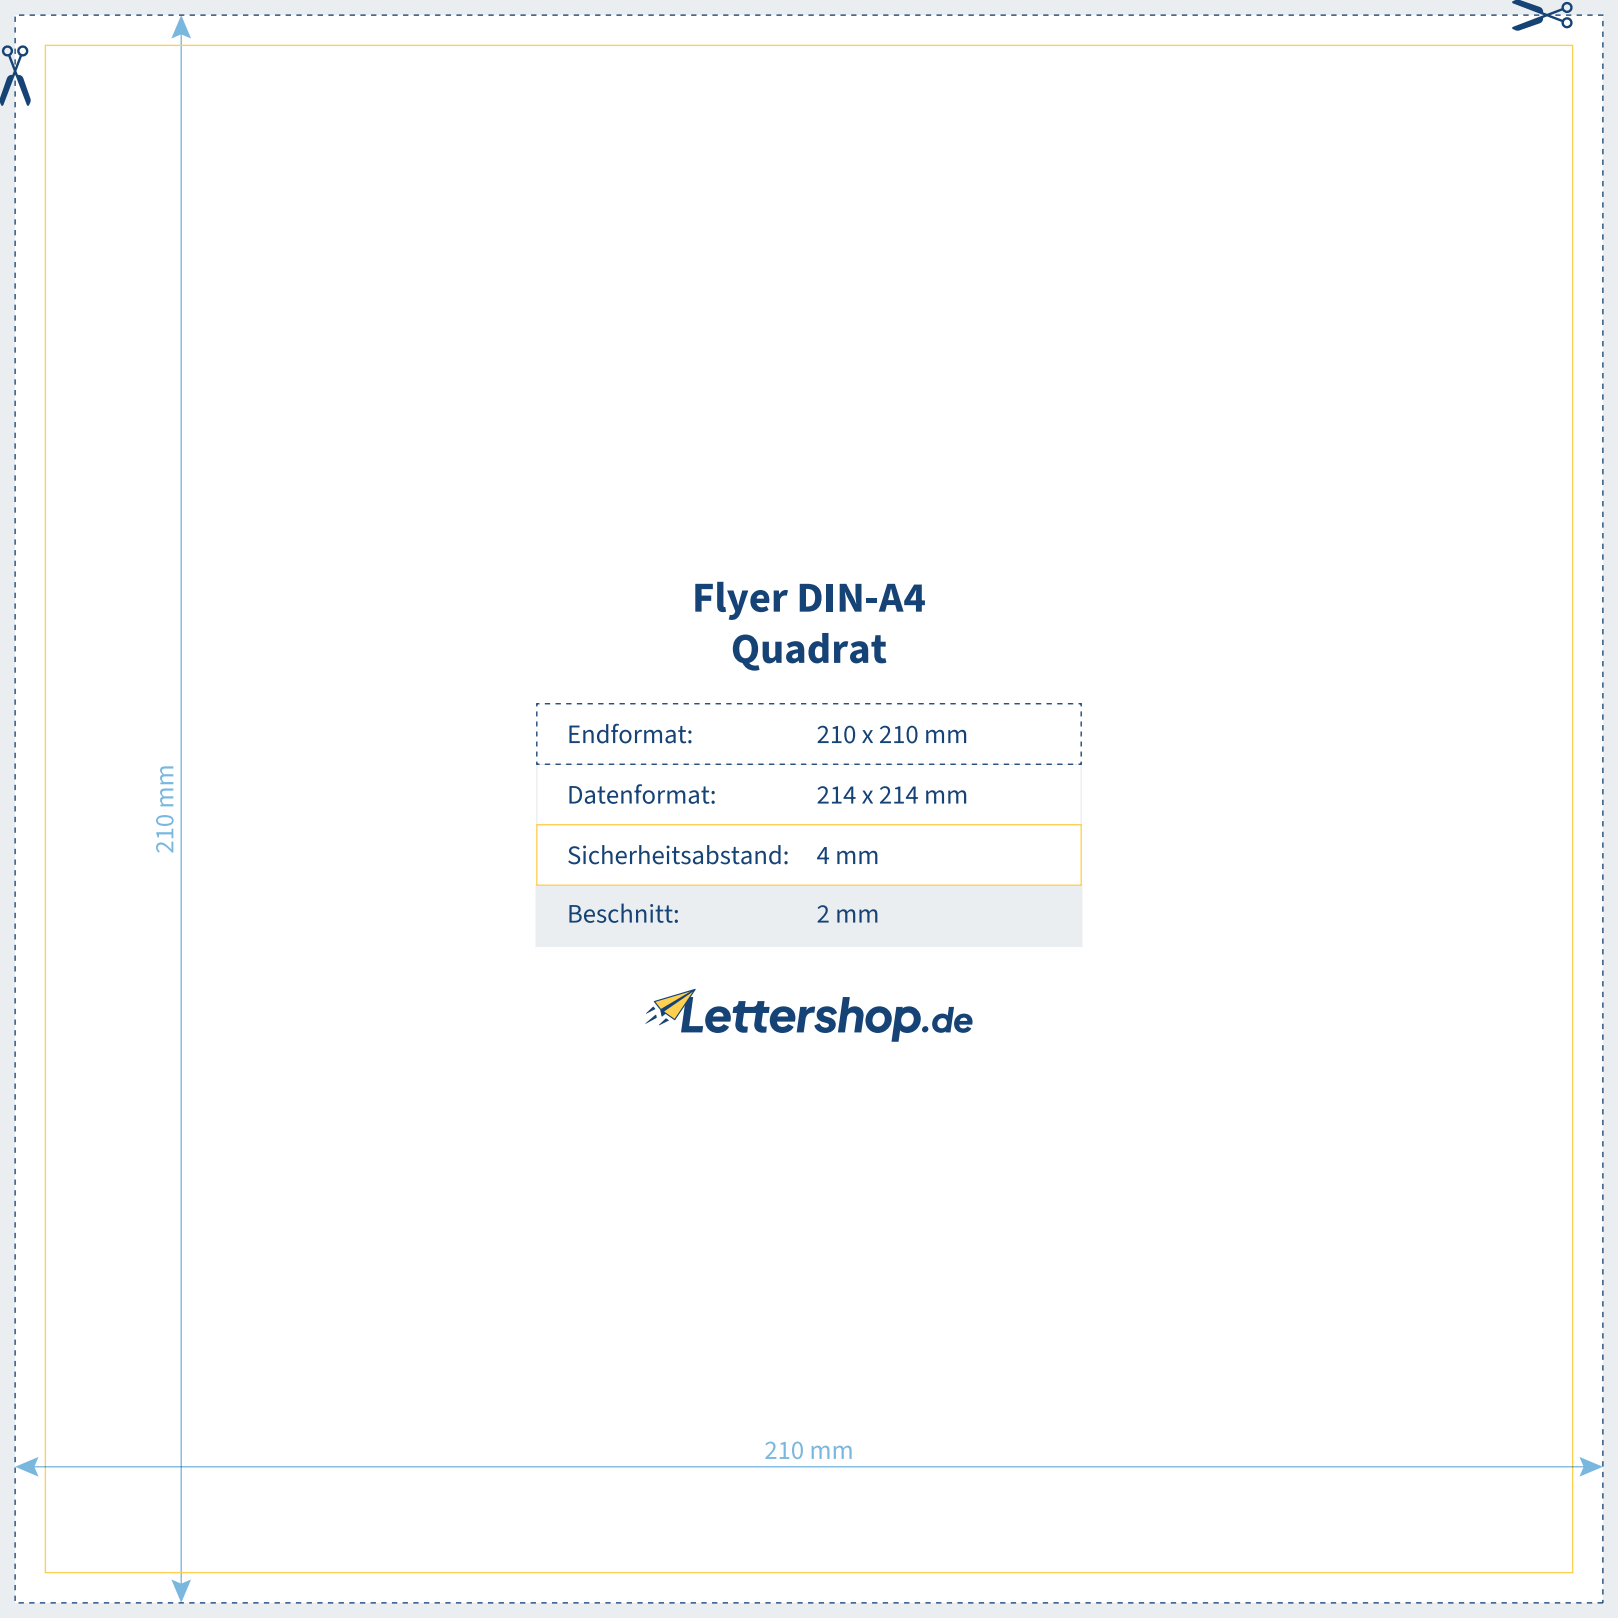 Flyer DIN-A4
Quadrat
Endformat: 210 x 210 mm
Datenformat: 214 x 214 mm
Sicherheitsabstand: 4 mm
Beschnitt: 2 mm
Lettershop.de
210 mm
210 mm